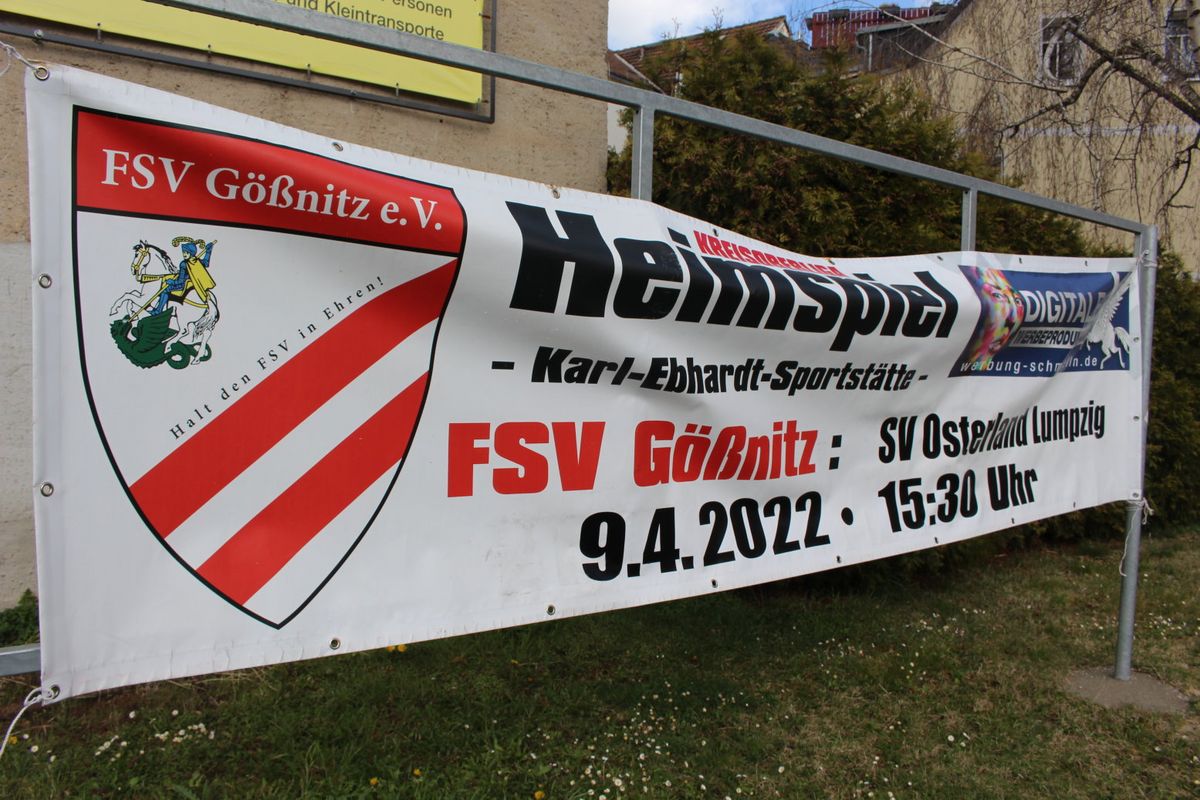 ersonen
und Kleintransporte
FSV Gößnitz e.V.
Halt den FSV in Ehren!
KREISOBERLIGA
Heimspiel
- Karl-Ebhardt-Sportstätte -
FSV Gößnitz : SV Osterland Lumpzig
9.4.2022 • 15:30 Uhr
DIGITALE